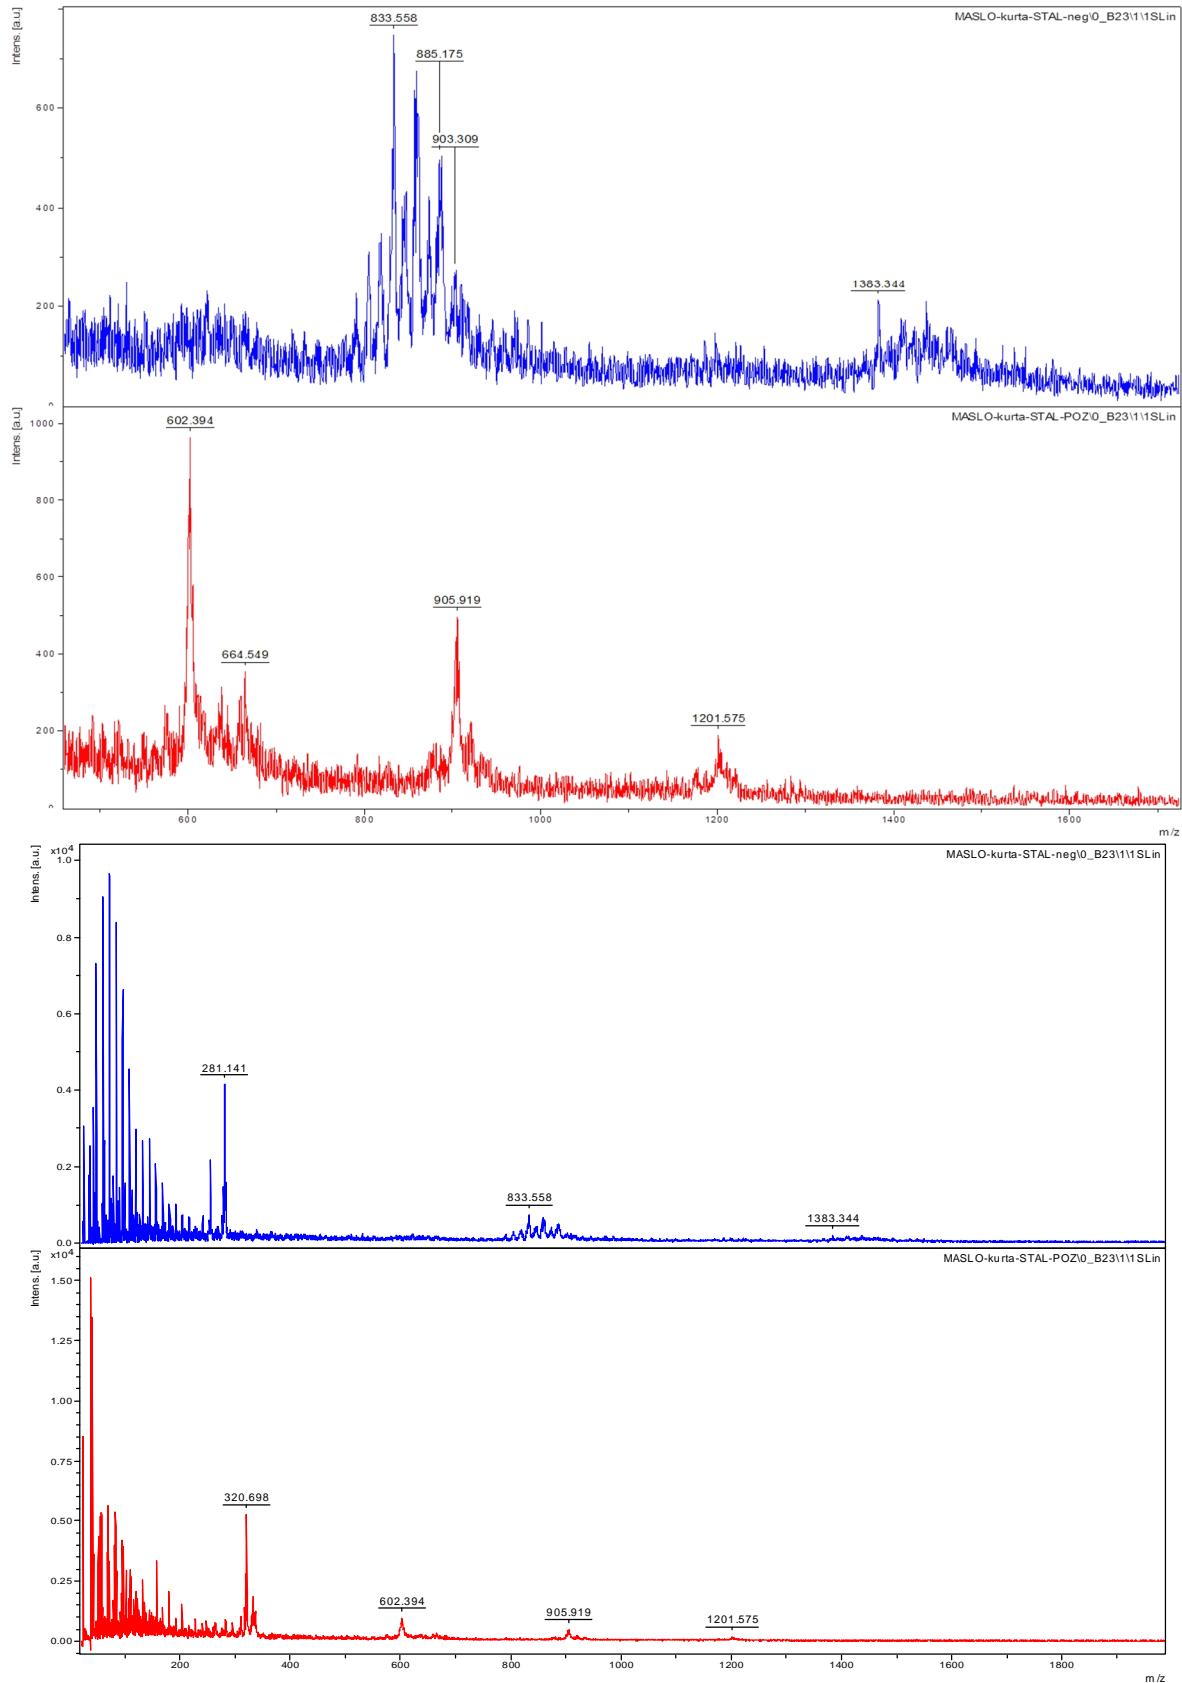 Intens. [a.u.]
MASLO-kurta-STAL-neg\0_B23\1\1SLin
833.558
885.175
903.309
1383.344
600
400
200
0
Intens. [a.u.]
MASLO-kurta-STAL-POZ\0_B23\1\1SLin
602.394
905.919
664.549
1201.575
1000
800
600
400
200
0
600 800 1000 1200 1400 1600
m/z
Intens. [a.u.]
x10⁴
MASLO-kurta-STAL-neg\0_B23\1\1SLin
281.141
833.558
1383.344
1.0
0.8
0.6
0.4
0.2
0.0
Intens. [a.u.]
x10⁴
MASLO-kurta-STAL-POZ\0_B23\1\1SLin
320.698
602.394
905.919
1201.575
1.50
1.25
1.00
0.75
0.50
0.25
0.00
200 400 600 800 1000 1200 1400 1600 1800
m/z